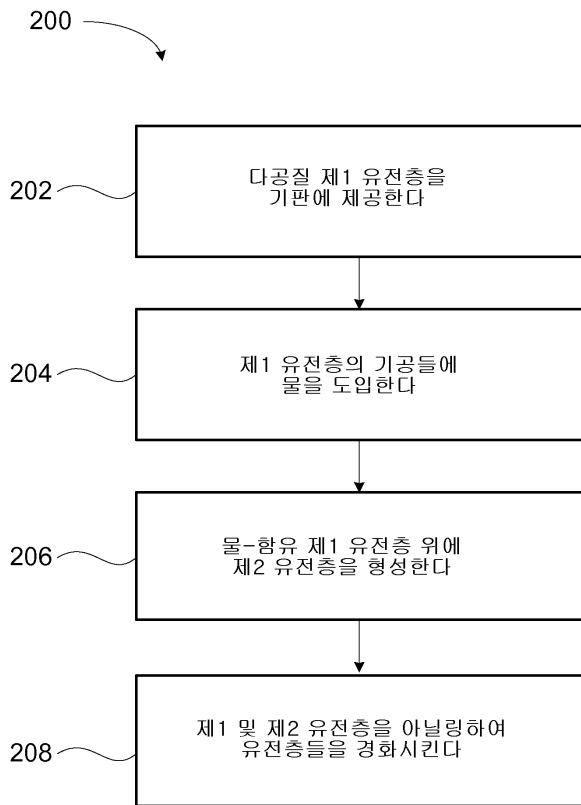 200
202
다공질 제1 유전층을
기판에 제공한다
204
제1 유전층의 기공들에
물을 도입한다
206
물-함유 제1 유전층 위에
제2 유전층을 형성한다
208
제1 및 제2 유전층을 아닐링하여
유전층들을 경화시킨다